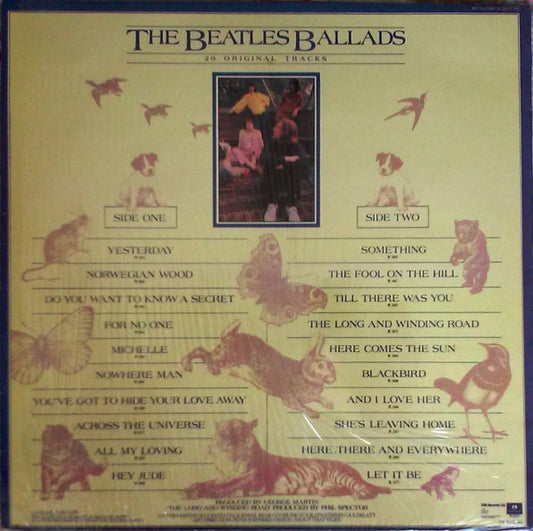 THE BEATLES BALLADS
20 ORIGINAL TRACKS
SIDE ONE
YESTERDAY
NORWEGIAN WOOD
DO YOU WANT TO KNOW A SECRET
FOR NO ONE
MICHELLE
NOWHERE MAN
YOU'VE GOT TO HIDE YOUR LOVE AWAY
ACROSS THE UNIVERSE
ALL MY LOVING
HEY JUDE
SIDE TWO
SOMETHING
THE FOOL ON THE HILL
TILL THERE WAS YOU
THE LONG AND WINDING ROAD
HERE COMES THE SUN
BLACKBIRD
AND I LOVE HER
SHE'S LEAVING HOME
HERE, THERE AND EVERYWHERE
LET IT BE
PRODUCED BY GEORGE MARTIN
THE LONG AND WINDING ROAD PRODUCED BY PHIL SPECTOR